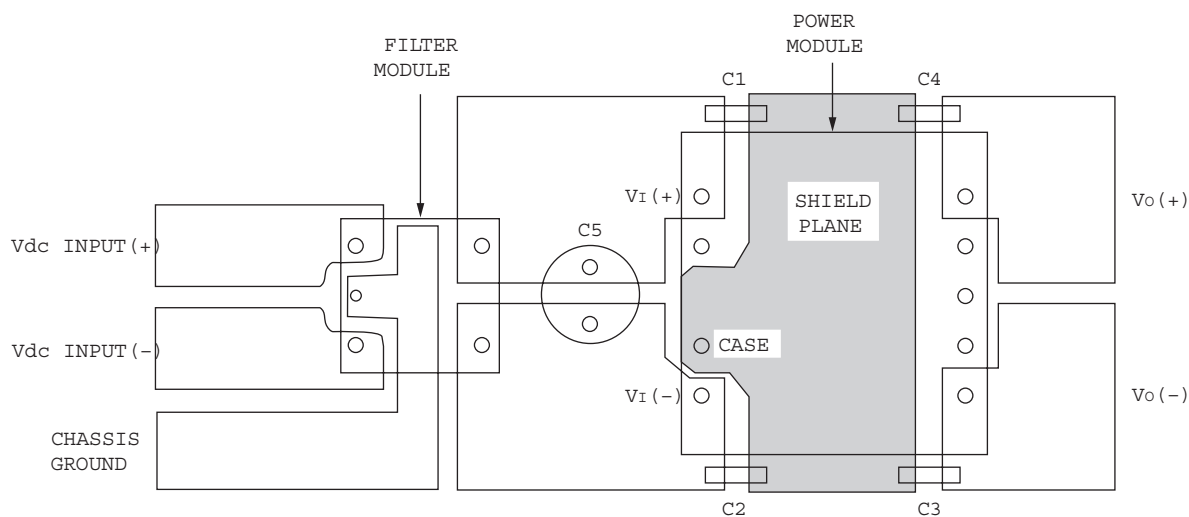 POWER
MODULE
FILTER
MODULE
C1
C4
VI(+)
SHIELD
PLANE
VO(+)
Vdc INPUT(+)
C5
Vdc INPUT(–)
CASE
VI(–)
VO(–)
CHASSIS
GROUND
C2
C3